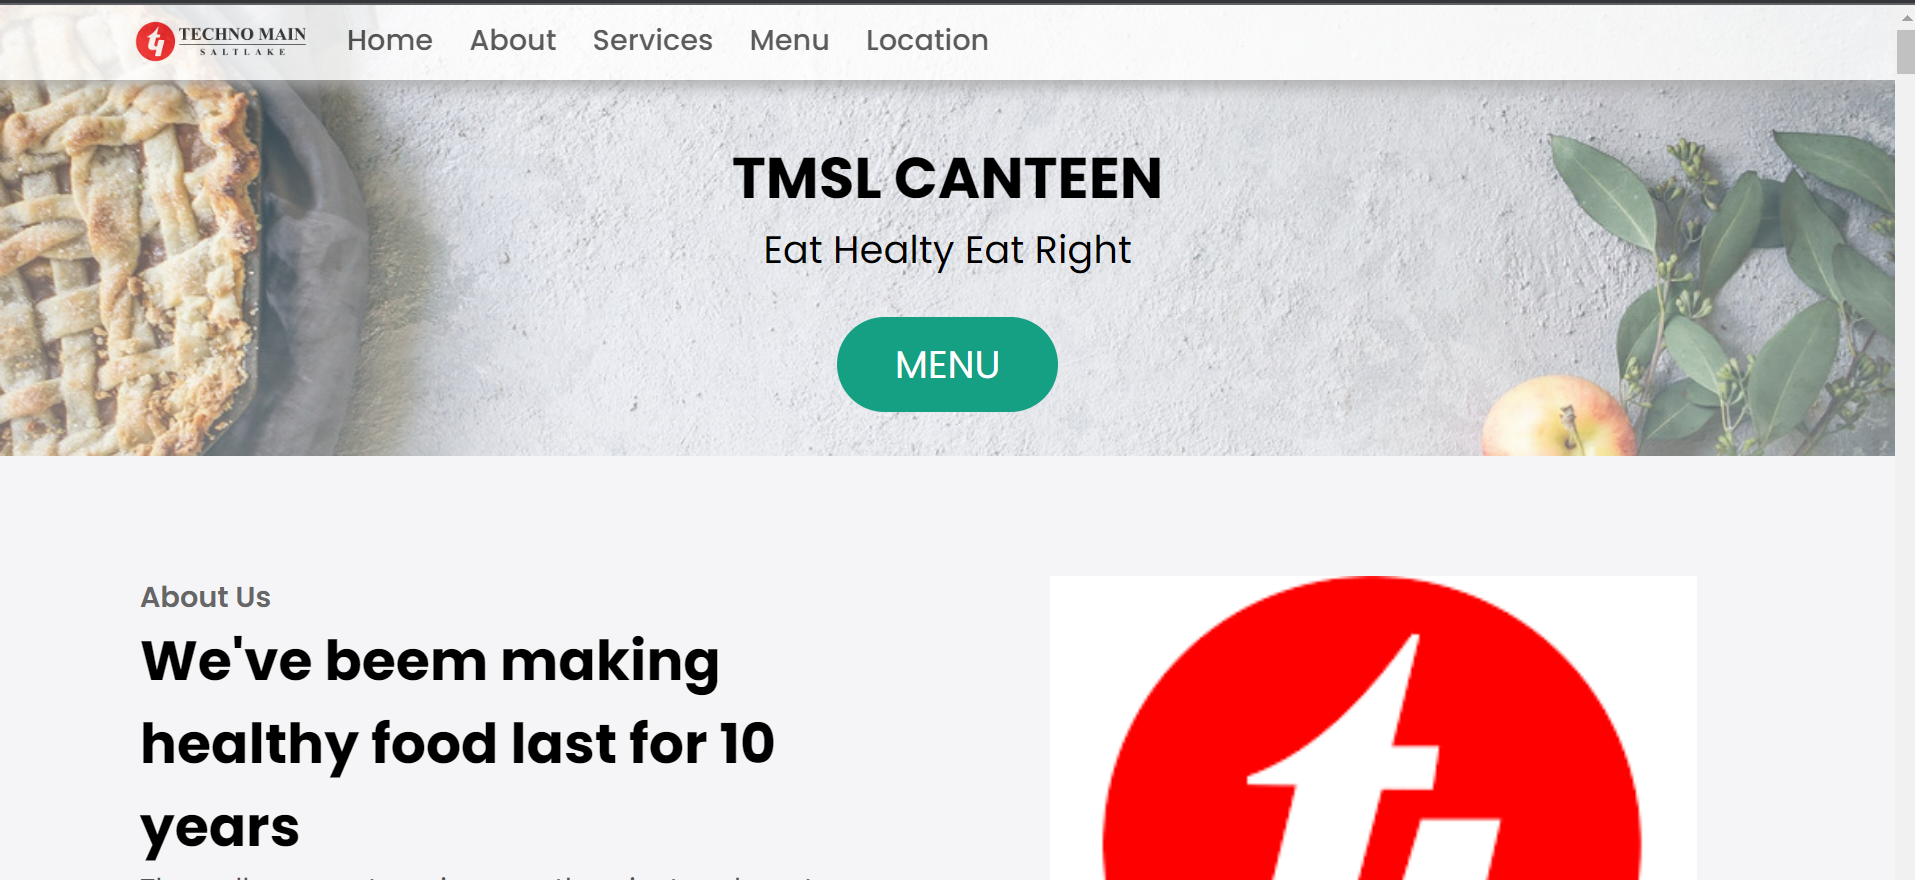 TECHNO MAIN
SALTLAKE
Home About Services Menu Location
TMSL CANTEEN
Eat Healty Eat Right
MENU
About Us
We've beem making
healthy food last for 10
years